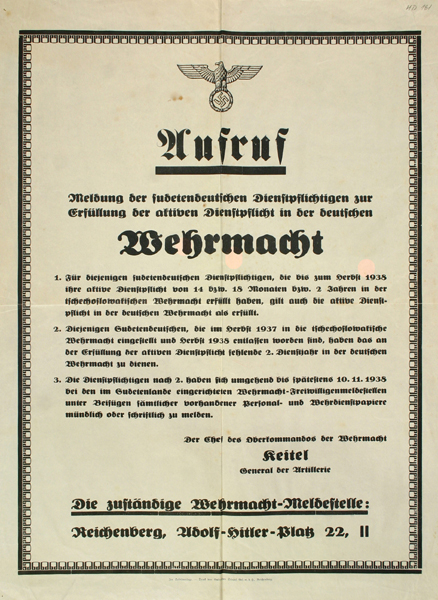 Aufruf
Meldung der sudetendeutschen Dienstpflichtigen zur
Erfüllung der aktiven Dienstpflicht in der deutschen
Wehrmacht
1. Für diejenigen sudetendeutschen Dienstpflichtigen, die bis zum Herbst 1938
ihre aktive Dienstpflicht von 14 bzw. 18 Monaten bzw. 2 Jahren in der
tschechoslowakischen Wehrmacht erfüllt haben, gilt auch die aktive Dienst-
pflicht in der deutschen Wehrmacht als erfüllt.
2. Diejenigen Sudetendeutschen, die im Herbst 1937 in die tschechoslowakische
Wehrmacht eingestellt und Herbst 1938 entlassen worden sind, haben das an
der Erfüllung der aktiven Dienstpflicht fehlende 2. Dienstjahr in der deutschen
Wehrmacht zu dienen.
3. Die Dienstpflichtigen nach 2. haben sich umgehend bis spätestens 10. 11. 1938
bei den im Sudetenlande eingerichteten Wehrmacht-Freiwilligenmeldestellen
unter Beifügen sämtlicher vorhandener Personal- und Wehrdienstpapiere
mündlich oder schriftlich zu melden.
Der Chef des Oberkommandos der Wehrmacht
Keitel
General der Artillerie
Die zuständige Wehrmacht-Meldestelle:
Reichenberg, Adolf-Hitler-Platz 22, II